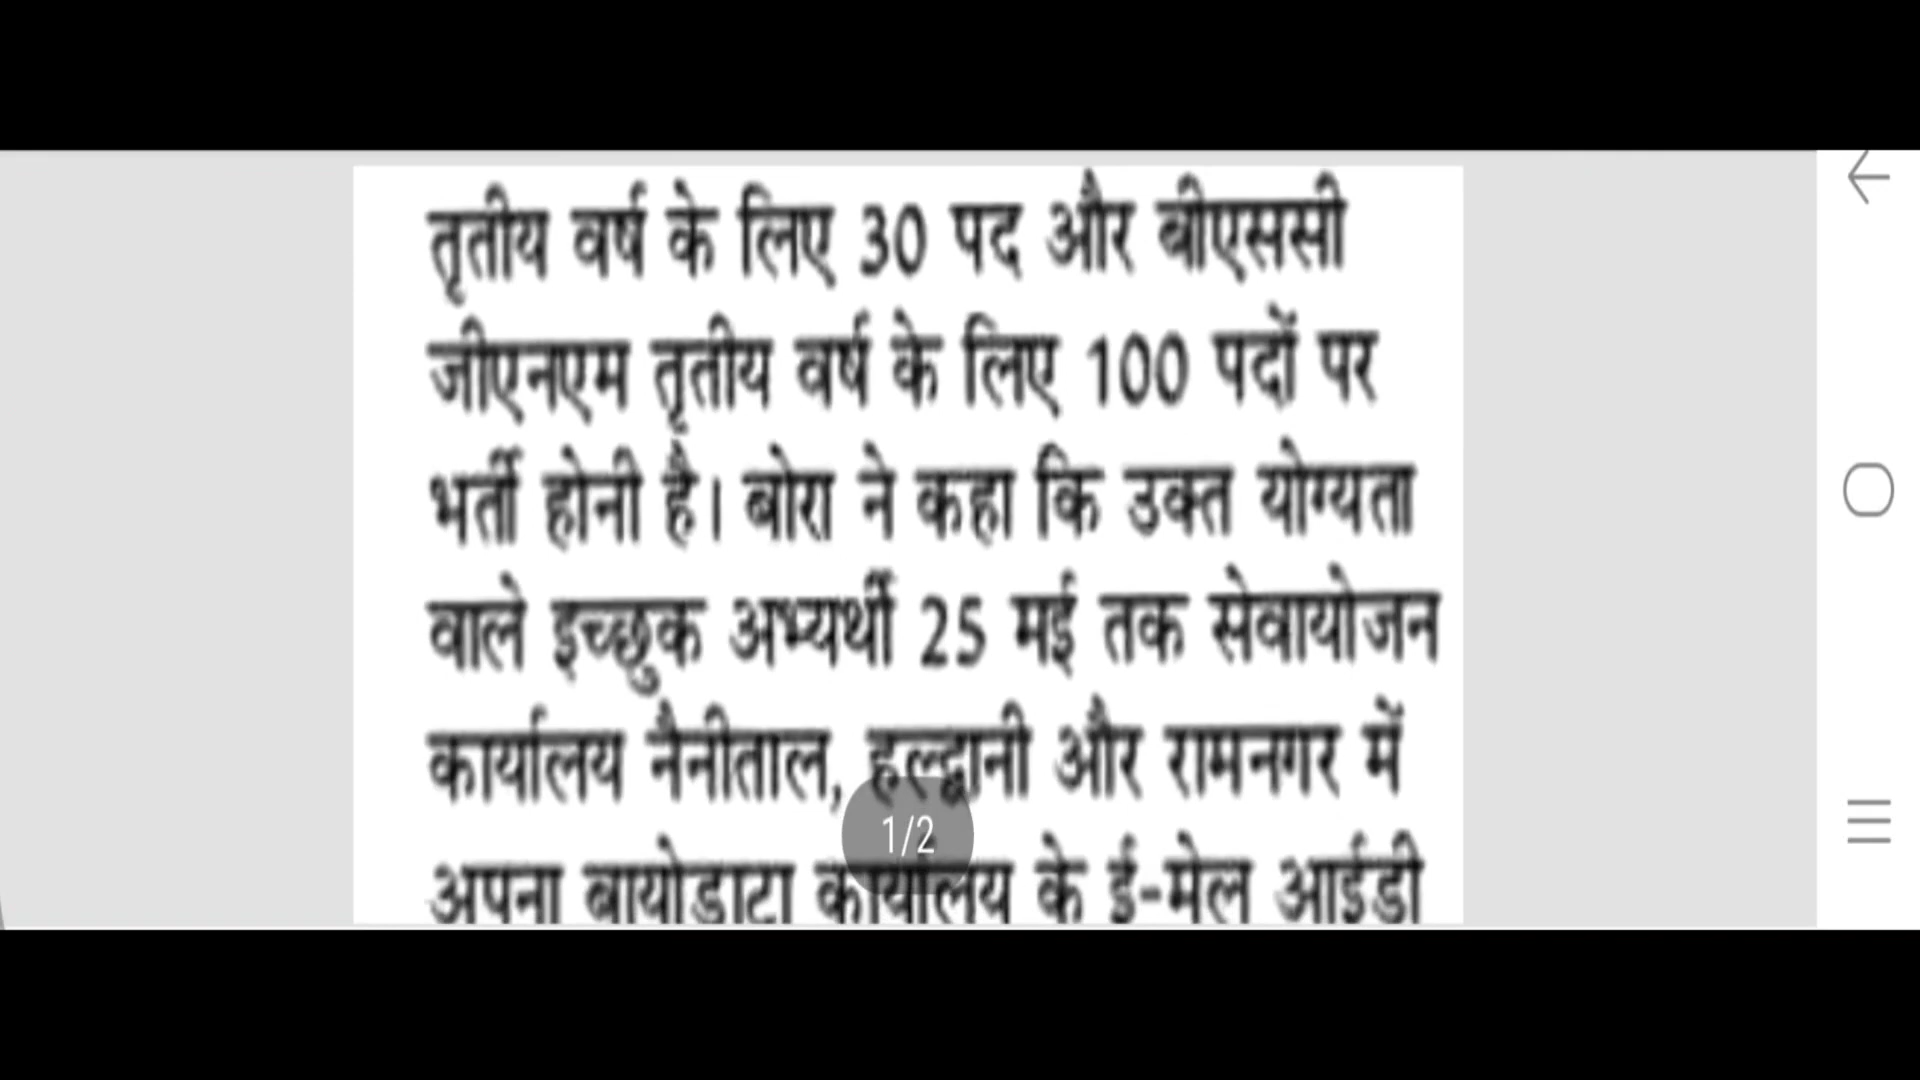 तृतीय वर्ष के लिए 30 पद और बीएससी
जीएनएम तृतीय वर्ष के लिए 100 पदों पर
भर्ती होनी है। बोरा ने कहा कि उक्त योग्यता
वाले इच्छुक अभ्यर्थी 25 मई तक सेवायोजन
कार्यालय नैनीताल, हल्द्वानी और रामनगर में
1/2
अपना बायोडाटा कार्यालय के ई-मेल आईडी